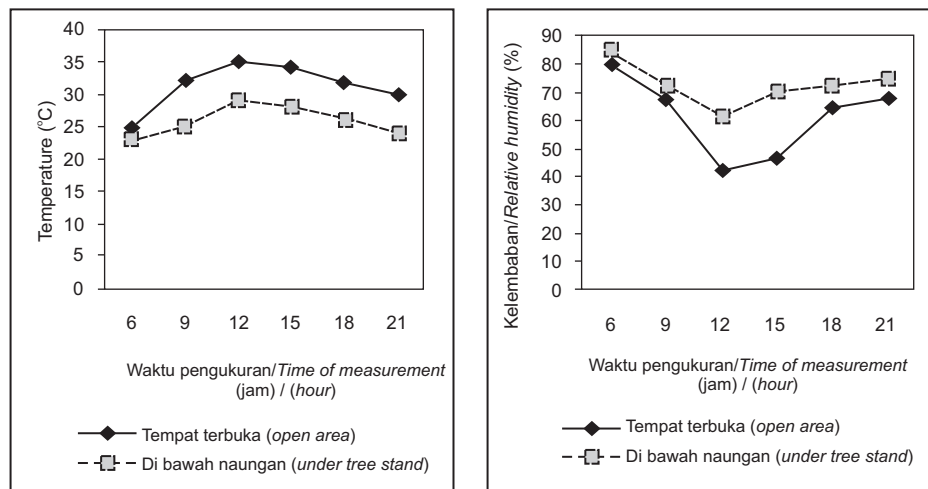 40
35
30
25
20
15
10
5
0
Temperature (°C)
6 9 12 15 18 21
Waktu pengukuran/Time of measurement
(jam) / (hour)
Tempat terbuka (open area)
Di bawah naungan (under tree stand)
90
80
70
60
50
40
30
20
10
0
Kelembaban/Relative humidity (%)
6 9 12 15 18 21
Waktu pengukuran/Time of measurement
(jam) / (hour)
Tempat terbuka (open area)
Di bawah naungan (under tree stand)